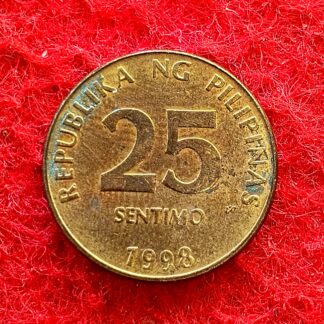 REPUBLIKA NG PILIPINAS
25
SENTIMO
1998